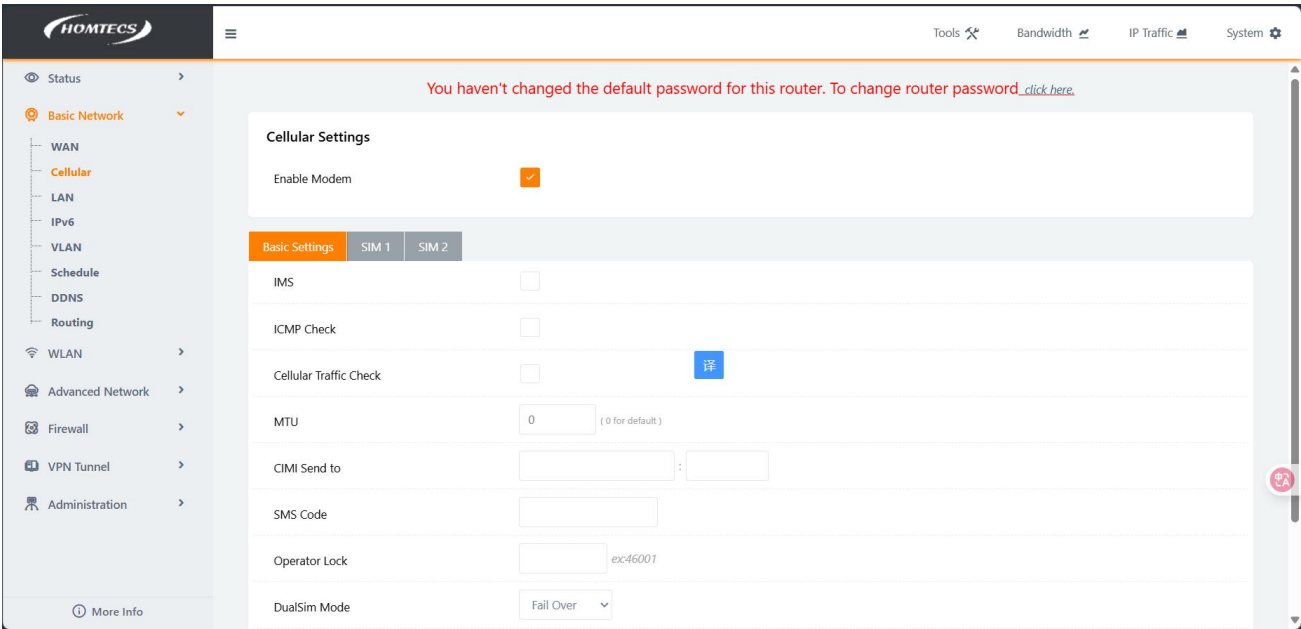 HOMTECS
Tools
Bandwidth
IP Traffic
System
Status
Basic Network
WAN
Cellular
LAN
IPv6
VLAN
Schedule
DDNS
Routing
WLAN
Advanced Network
Firewall
VPN Tunnel
Administration
More Info
You haven't changed the default password for this router. To change router password click here.
Cellular Settings
Enable Modem
Basic Settings SIM 1 SIM 2
IMS
ICMP Check
Cellular Traffic Check
译
MTU 0 ( 0 for default )
CIMI Send to :
SMS Code
Operator Lock ex:46001
DualSim Mode Fail Over
中A